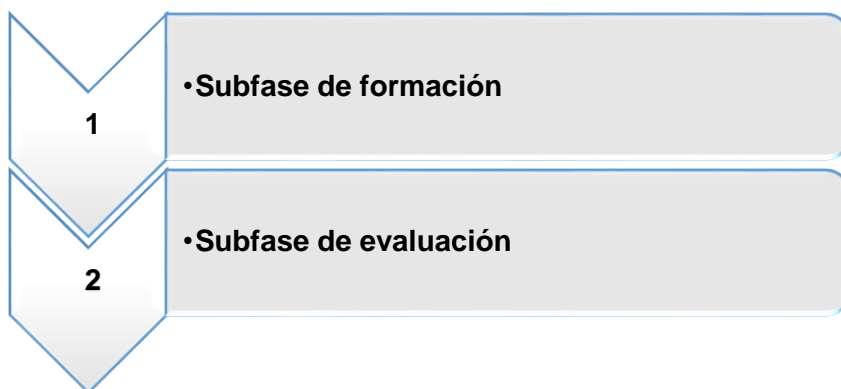 1
•Subfase de formación
2
•Subfase de evaluación